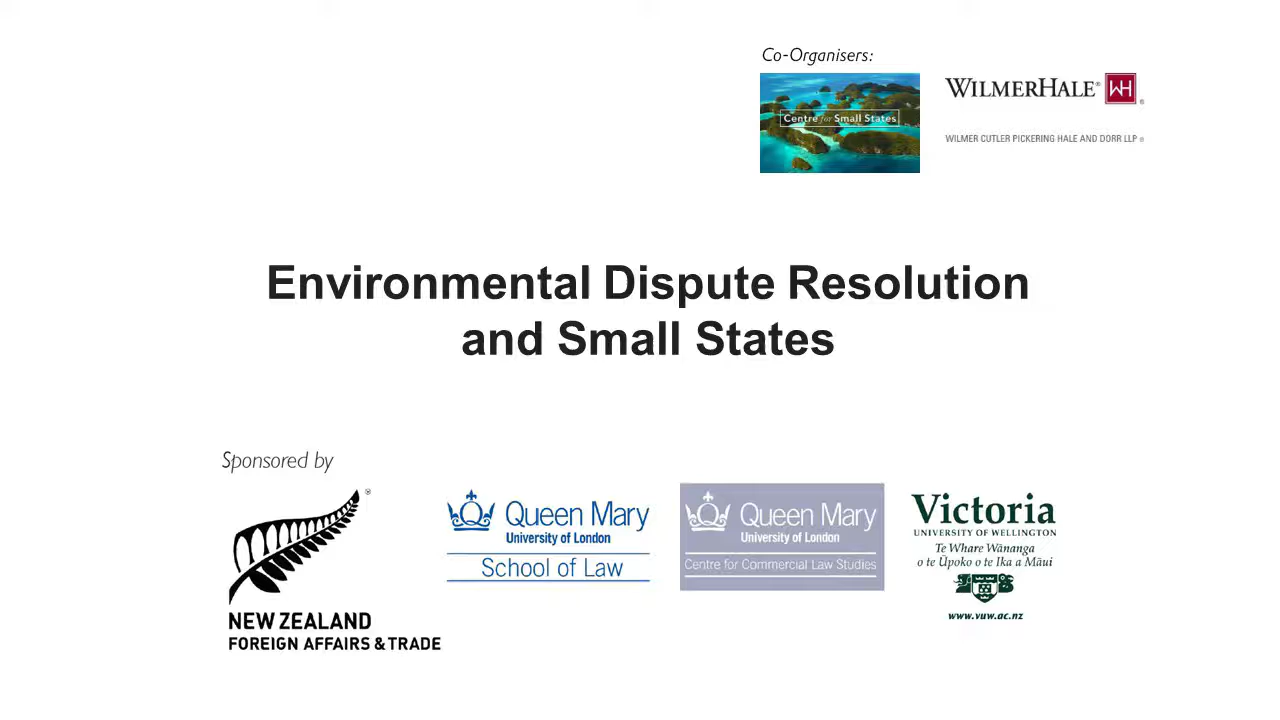 Co-Organisers:
Centre for Small States
WILMERHALE® WH ®
WILMER CUTLER PICKERING HALE AND DORR LLP ®
Environmental Dispute Resolution
and Small States
Sponsored by
®
NEW ZEALAND
FOREIGN AFFAIRS & TRADE
Queen Mary
University of London
School of Law
Queen Mary
University of London
Centre for Commercial Law Studies
Victoria
UNIVERSITY OF WELLINGTON
Te Whare Wānanga
o te Ūpoko o te Ika a Māui
www.vuw.ac.nz